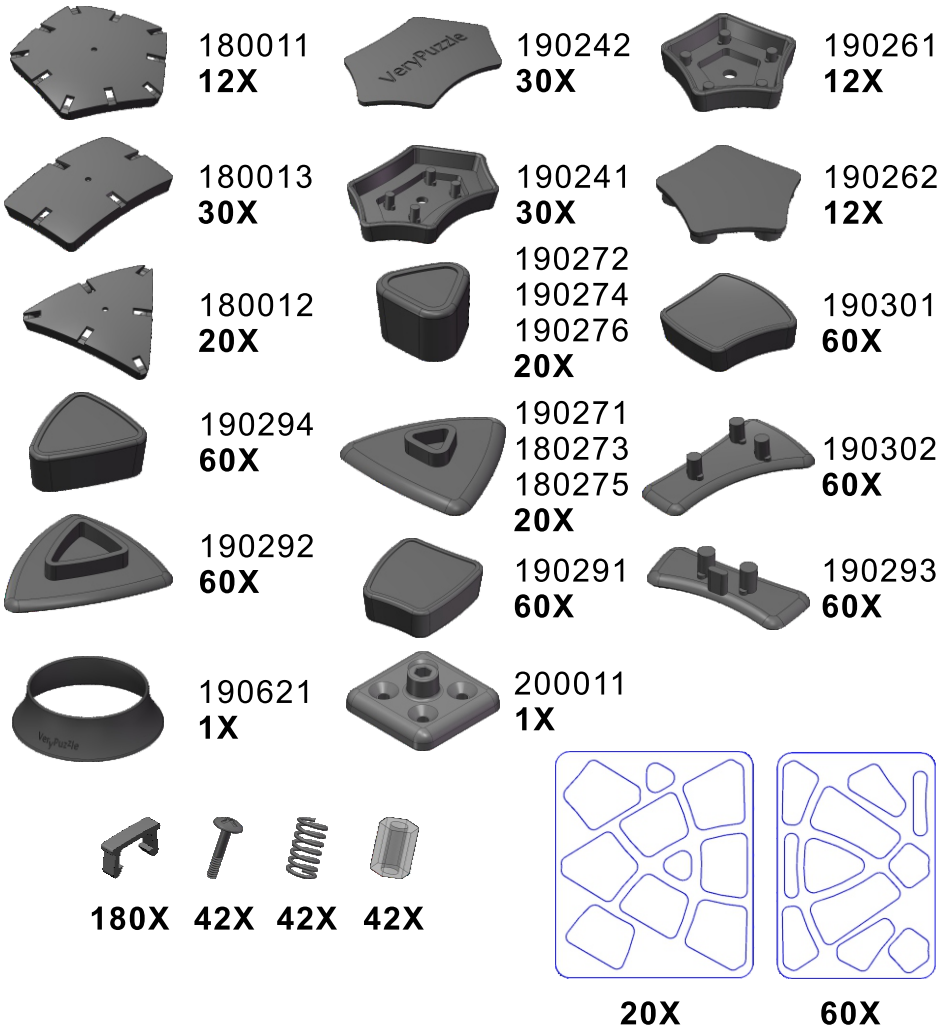 180011
12X
VeryPuzzle
190242
30X
190261
12X
180013
30X
190241
30X
190262
12X
180012
20X
190272
190274
190276
20X
190301
60X
190294
60X
190271
180273
180275
20X
190302
60X
190292
60X
190291
60X
190293
60X
VeryPuzzle
190621
1X
200011
1X
180X
42X
42X
42X
20X
60X